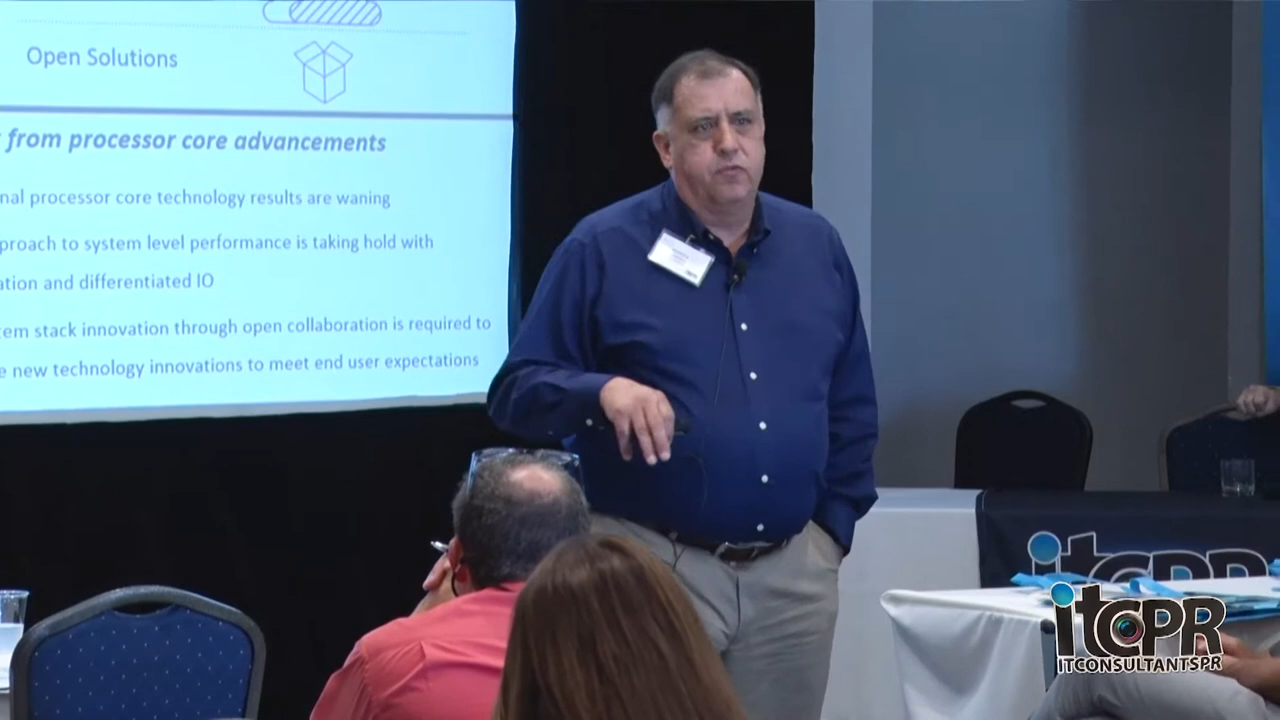 Open Solutions
from processor core advancements
nal processor core technology results are waning
proach to system level performance is taking hold with
ation and differentiated IO
tem stack innovation through open collaboration is required to
e new technology innovations to meet end user expectations
itCPR
itCPR
ITCONSULTANTSPR